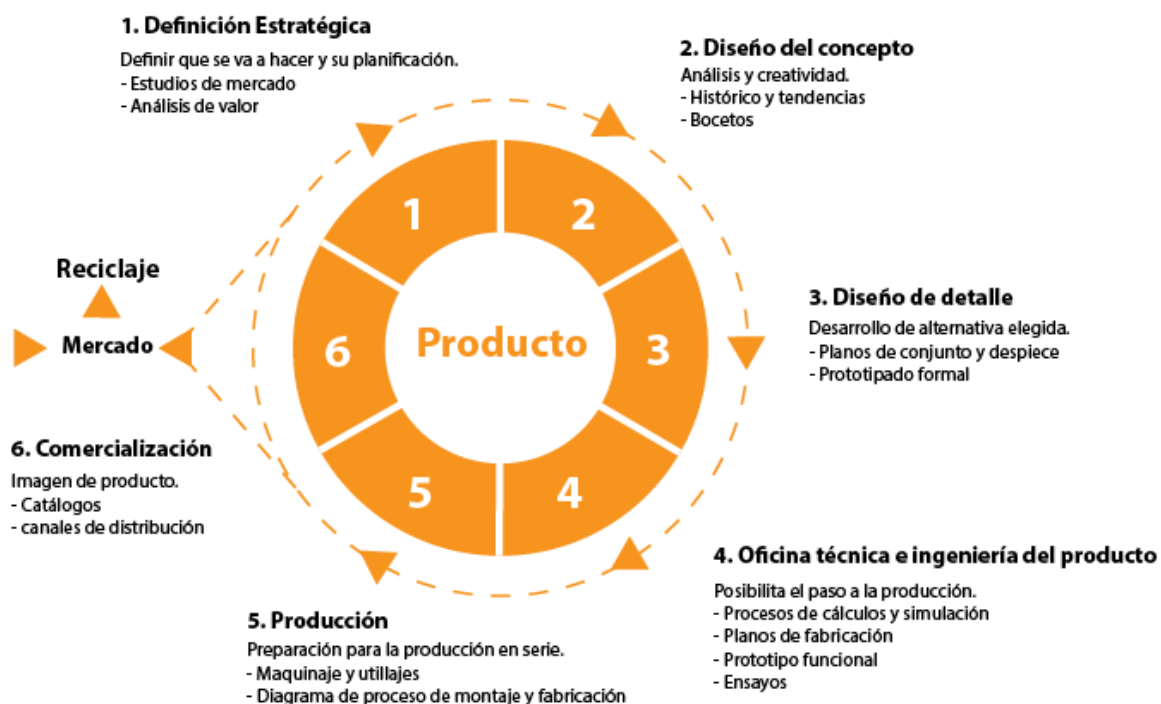 1. Definición Estratégica
Definir que se va a hacer y su planificación.
- Estudios de mercado
- Análisis de valor
2. Diseño del concepto
Análisis y creatividad.
- Histórico y tendencias
- Bocetos
3. Diseño de detalle
Desarrollo de alternativa elegida.
- Planos de conjunto y despiece
- Prototipado formal
4. Oficina técnica e ingeniería del producto
Posibilita el paso a la producción.
- Procesos de cálculos y simulación
- Planos de fabricación
- Prototipo funcional
- Ensayos
5. Producción
Preparación para la producción en serie.
- Maquinaje y utillajes
- Diagrama de proceso de montaje y fabricación
6. Comercialización
Imagen de producto.
- Catálogos
- canales de distribución
Reciclaje
Mercado
Producto
1
2
3
4
5
6